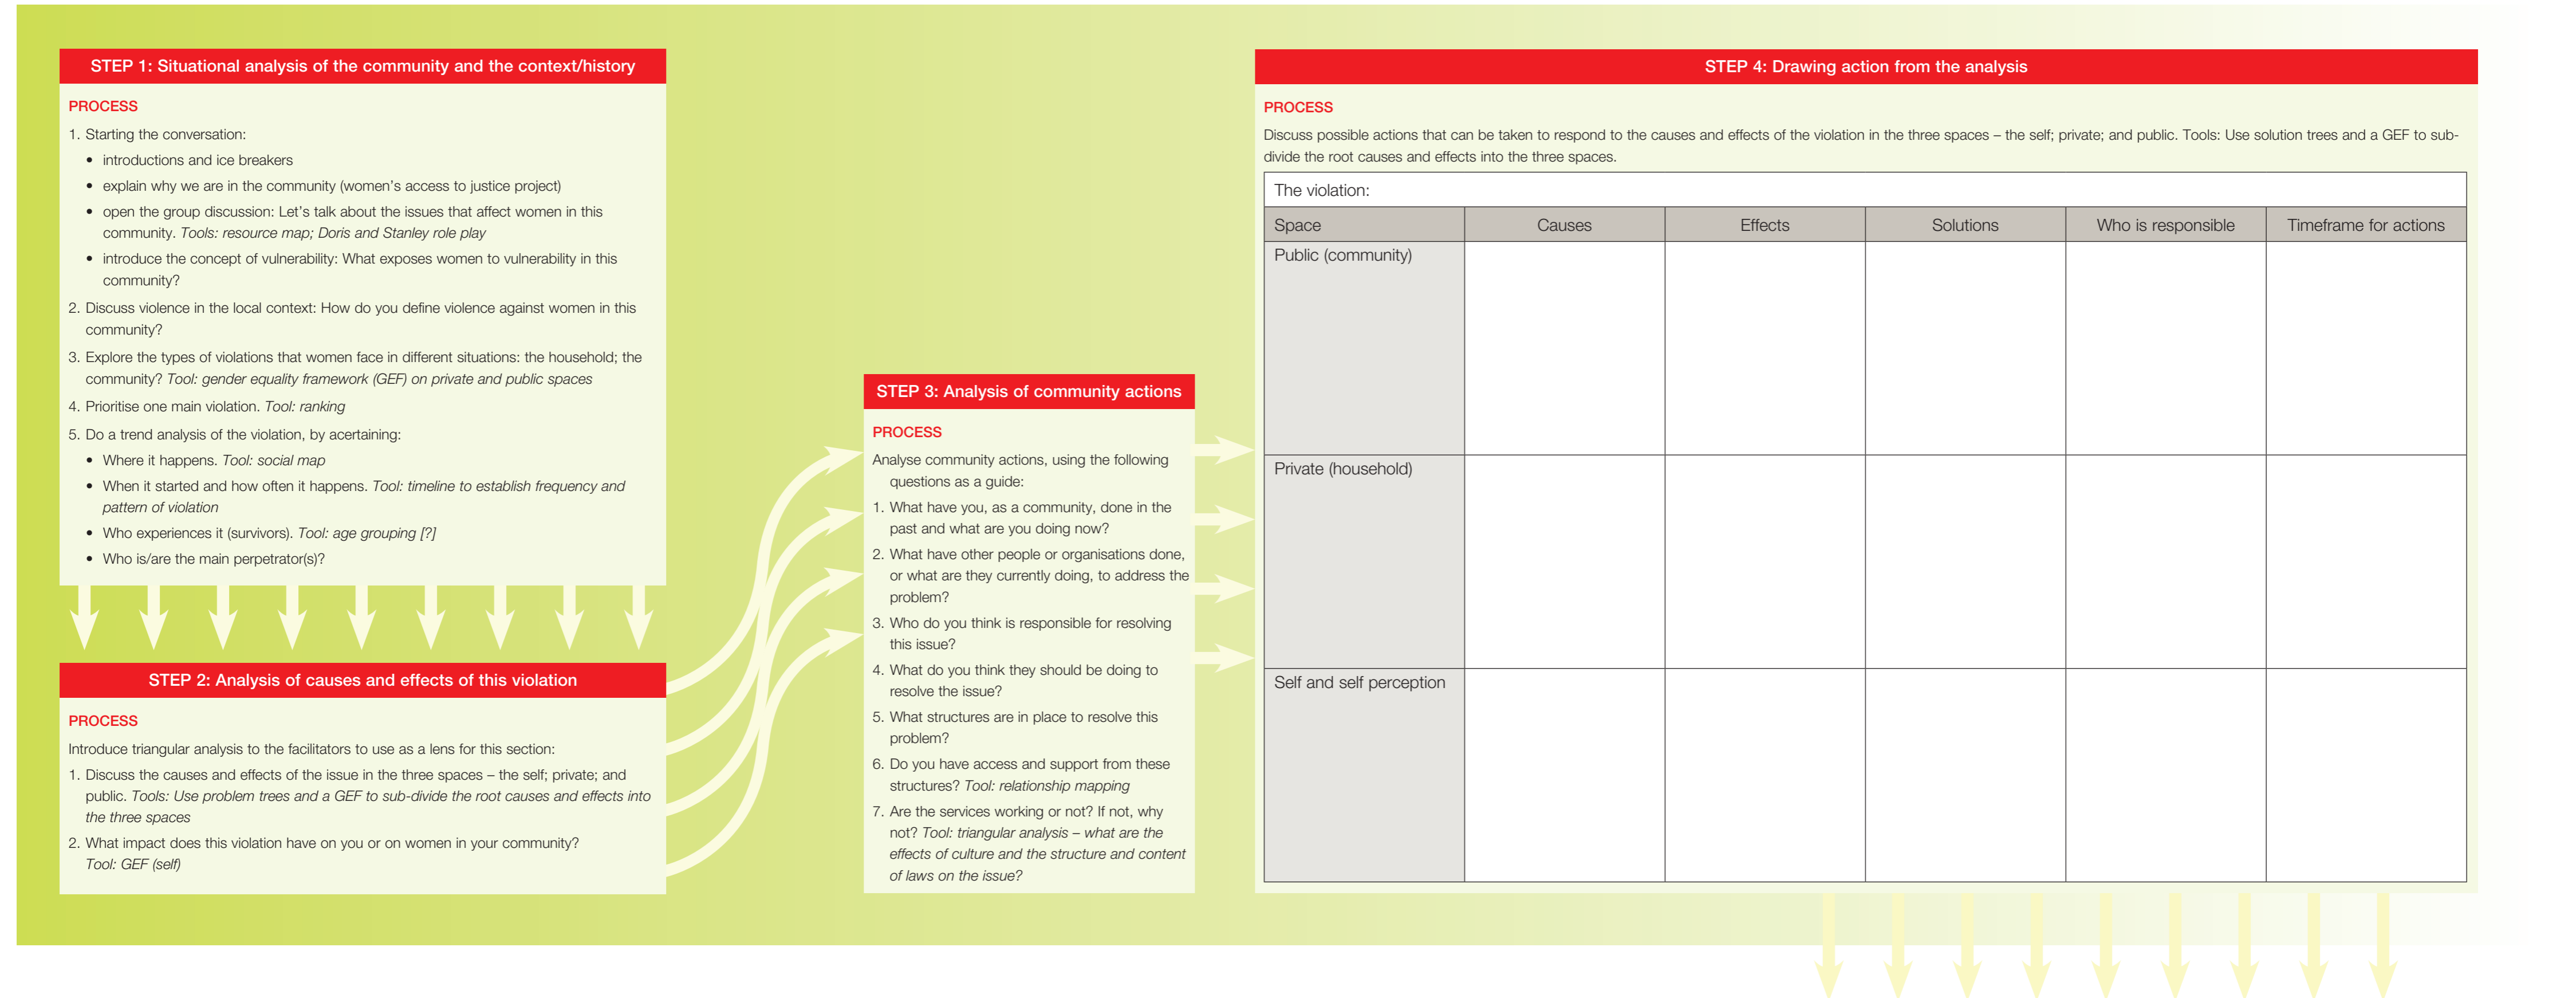 STEP 1: Situational analysis of the community and the context/history
PROCESS
1. Starting the conversation:
• introductions and ice breakers
• explain why we are in the community (women's access to justice project)
• open the group discussion: Let's talk about the issues that affect women in this
community. Tools: resource map; Doris and Stanley role play
• introduce the concept of vulnerability: What exposes women to vulnerability in this
community?
2. Discuss violence in the local context: How do you define violence against women in this
community?
3. Explore the types of violations that women face in different situations: the household; the
community? Tool: gender equality framework (GEF) on private and public spaces
4. Prioritise one main violation. Tool: ranking
5. Do a trend analysis of the violation, by acertaining:
• Where it happens. Tool: social map
• When it started and how often it happens. Tool: timeline to establish frequency and
pattern of violation
• Who experiences it (survivors). Tool: age grouping [?]
• Who is/are the main perpetrator(s)?
STEP 2: Analysis of causes and effects of this violation
PROCESS
Introduce triangular analysis to the facilitators to use as a lens for this section:
1. Discuss the causes and effects of the issue in the three spaces – the self; private; and
public. Tools: Use problem trees and a GEF to sub-divide the root causes and effects into
the three spaces
2. What impact does this violation have on you or on women in your community?
Tool: GEF (self)
STEP 3: Analysis of community actions
PROCESS
Analyse community actions, using the following
questions as a guide:
1. What have you, as a community, done in the
past and what are you doing now?
2. What have other people or organisations done,
or what are they currently doing, to address the
problem?
3. Who do you think is responsible for resolving
this issue?
4. What do you think they should be doing to
resolve the issue?
5. What structures are in place to resolve this
problem?
6. Do you have access and support from these
structures? Tool: relationship mapping
7. Are the services working or not? If not, why
not? Tool: triangular analysis – what are the
effects of culture and the structure and content
of laws on the issue?
STEP 4: Drawing action from the analysis
PROCESS
Discuss possible actions that can be taken to respond to the causes and effects of the violation in the three spaces – the self; private; and public. Tools: Use solution trees and a GEF to sub-
divide the root causes and effects into the three spaces.
The violation:
Space Causes Effects Solutions Who is responsible Timeframe for actions
Public (community)
Private (household)
Self and self perception